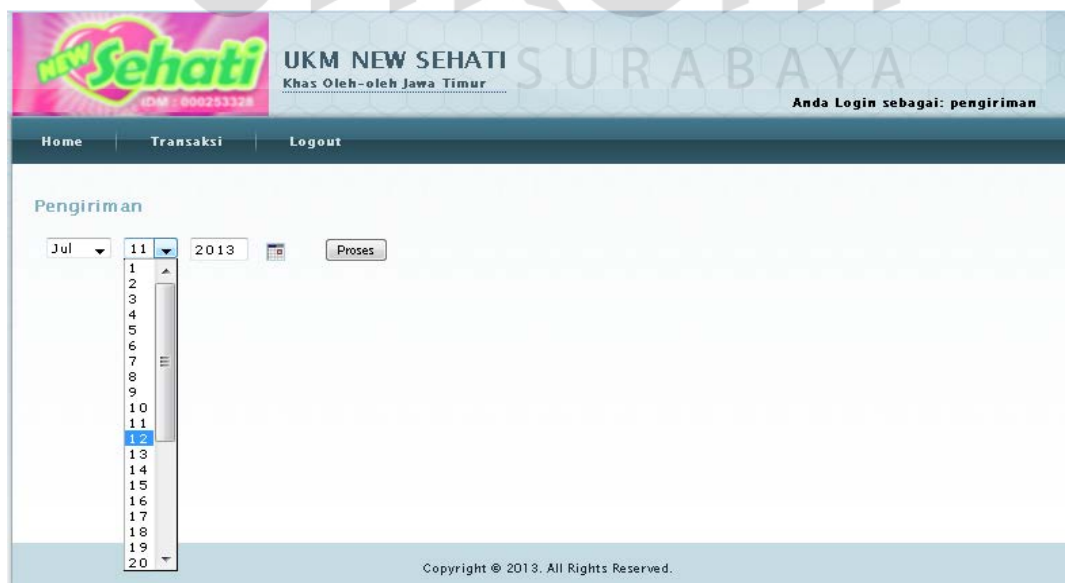 NEW Sehati
IDM : 000253328
UKM NEW SEHATI
Khas Oleh-oleh Jawa Timur
SURABAYA
Anda Login sebagai: pengiriman
Home Transaksi Logout
Pengiriman
Jul 11 2013 Proses
1
2
3
4
5
6
7
8
9
10
11
12
13
14
15
16
17
18
19
20
Copyright © 2013. All Rights Reserved.